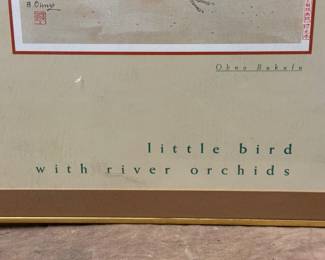 Ohno Bakufu
little bird
with river orchids